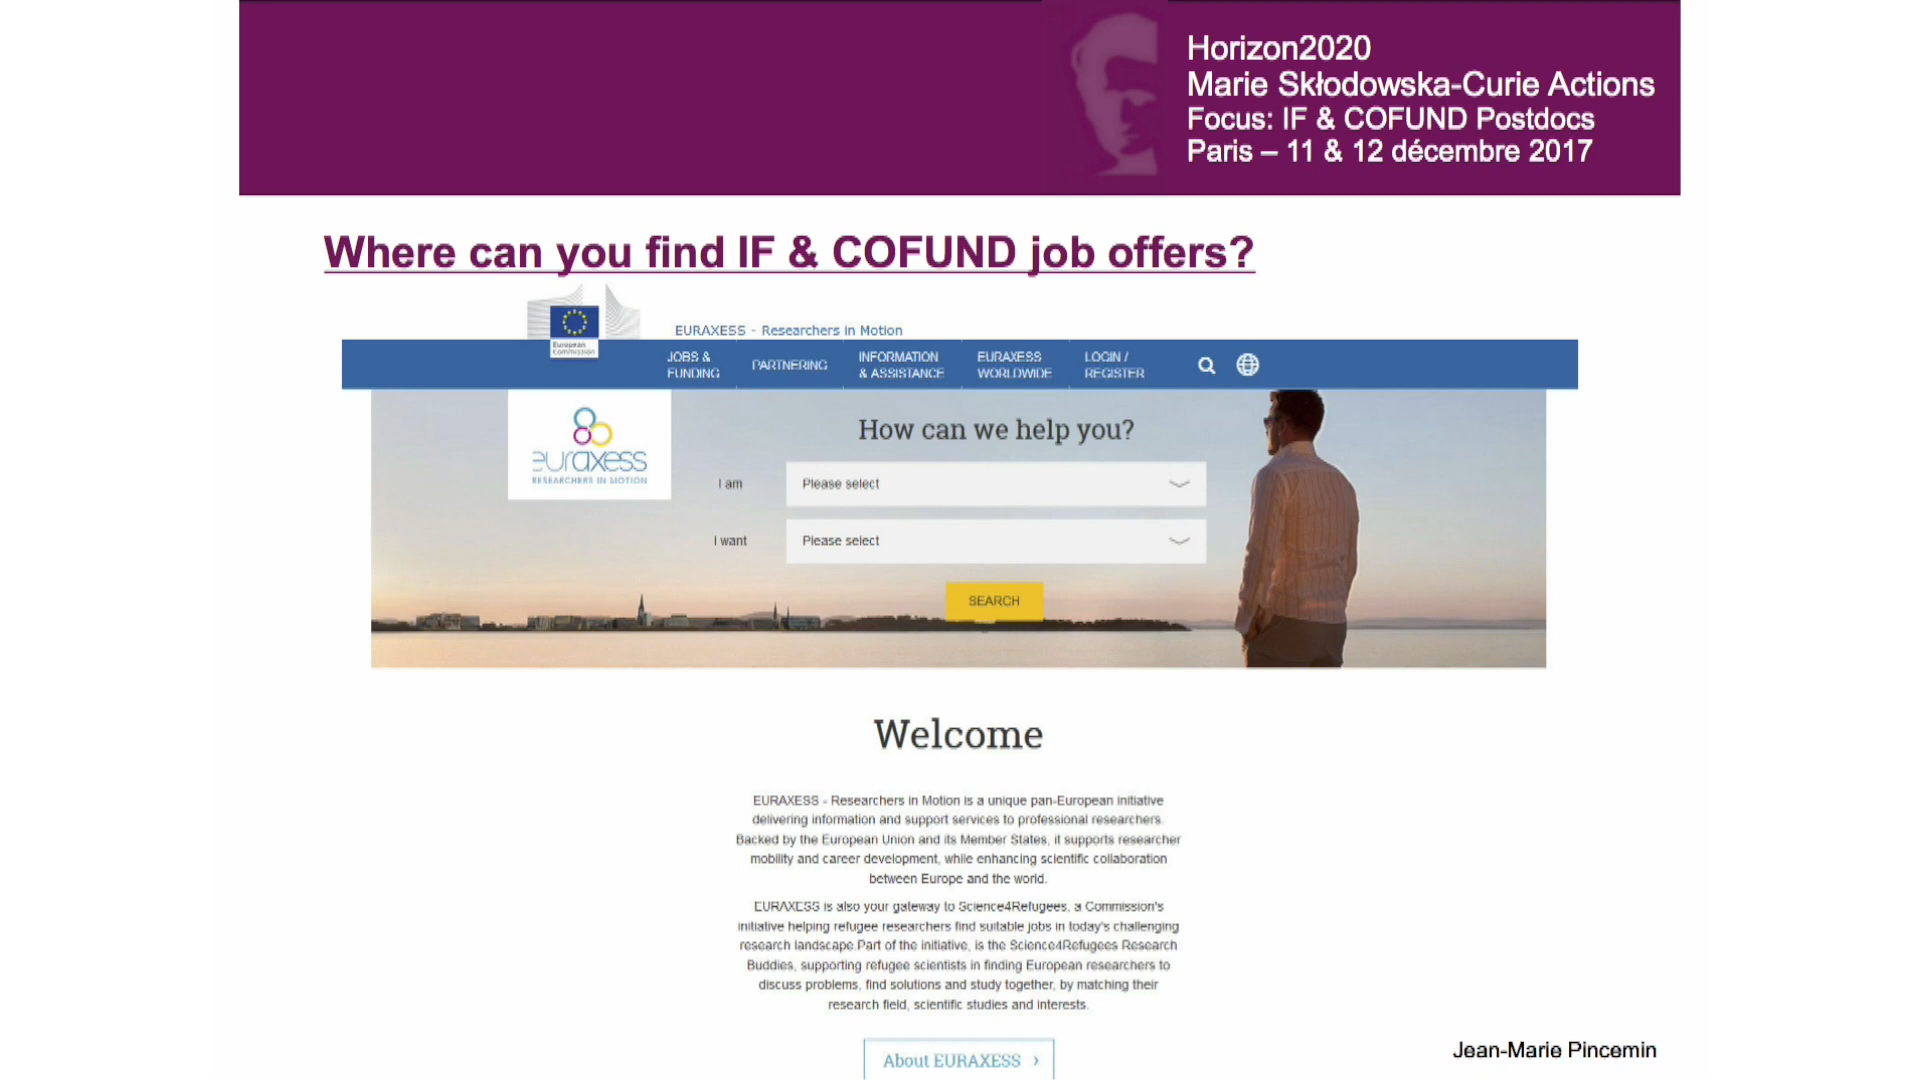 Horizon2020
Marie Skłodowska-Curie Actions
Focus: IF & COFUND Postdocs
Paris – 11 & 12 décembre 2017
Where can you find IF & COFUND job offers?
European
Commission
EURAXESS - Researchers in Motion
JOBS &
FUNDING
PARTNERING
INFORMATION
& ASSISTANCE
EURAXESS
WORLDWIDE
LOGIN /
REGISTER
euraxess
RESEARCHERS IN MOTION
How can we help you?
I am
Please select
I want
Please select
SEARCH
Welcome
EURAXESS - Researchers in Motion is a unique pan-European initiative
delivering information and support services to professional researchers.
Backed by the European Union and its Member States, it supports researcher
mobility and career development, while enhancing scientific collaboration
between Europe and the world.
EURAXESS is also your gateway to Science4Refugees, a Commission's
initiative helping refugee researchers find suitable jobs in today's challenging
research landscape.Part of the initiative, is the Science4Refugees Research
Buddies, supporting refugee scientists in finding European researchers to
discuss problems, find solutions and study together, by matching their
research field, scientific studies and interests.
About EURAXESS ›
Jean-Marie Pincemin